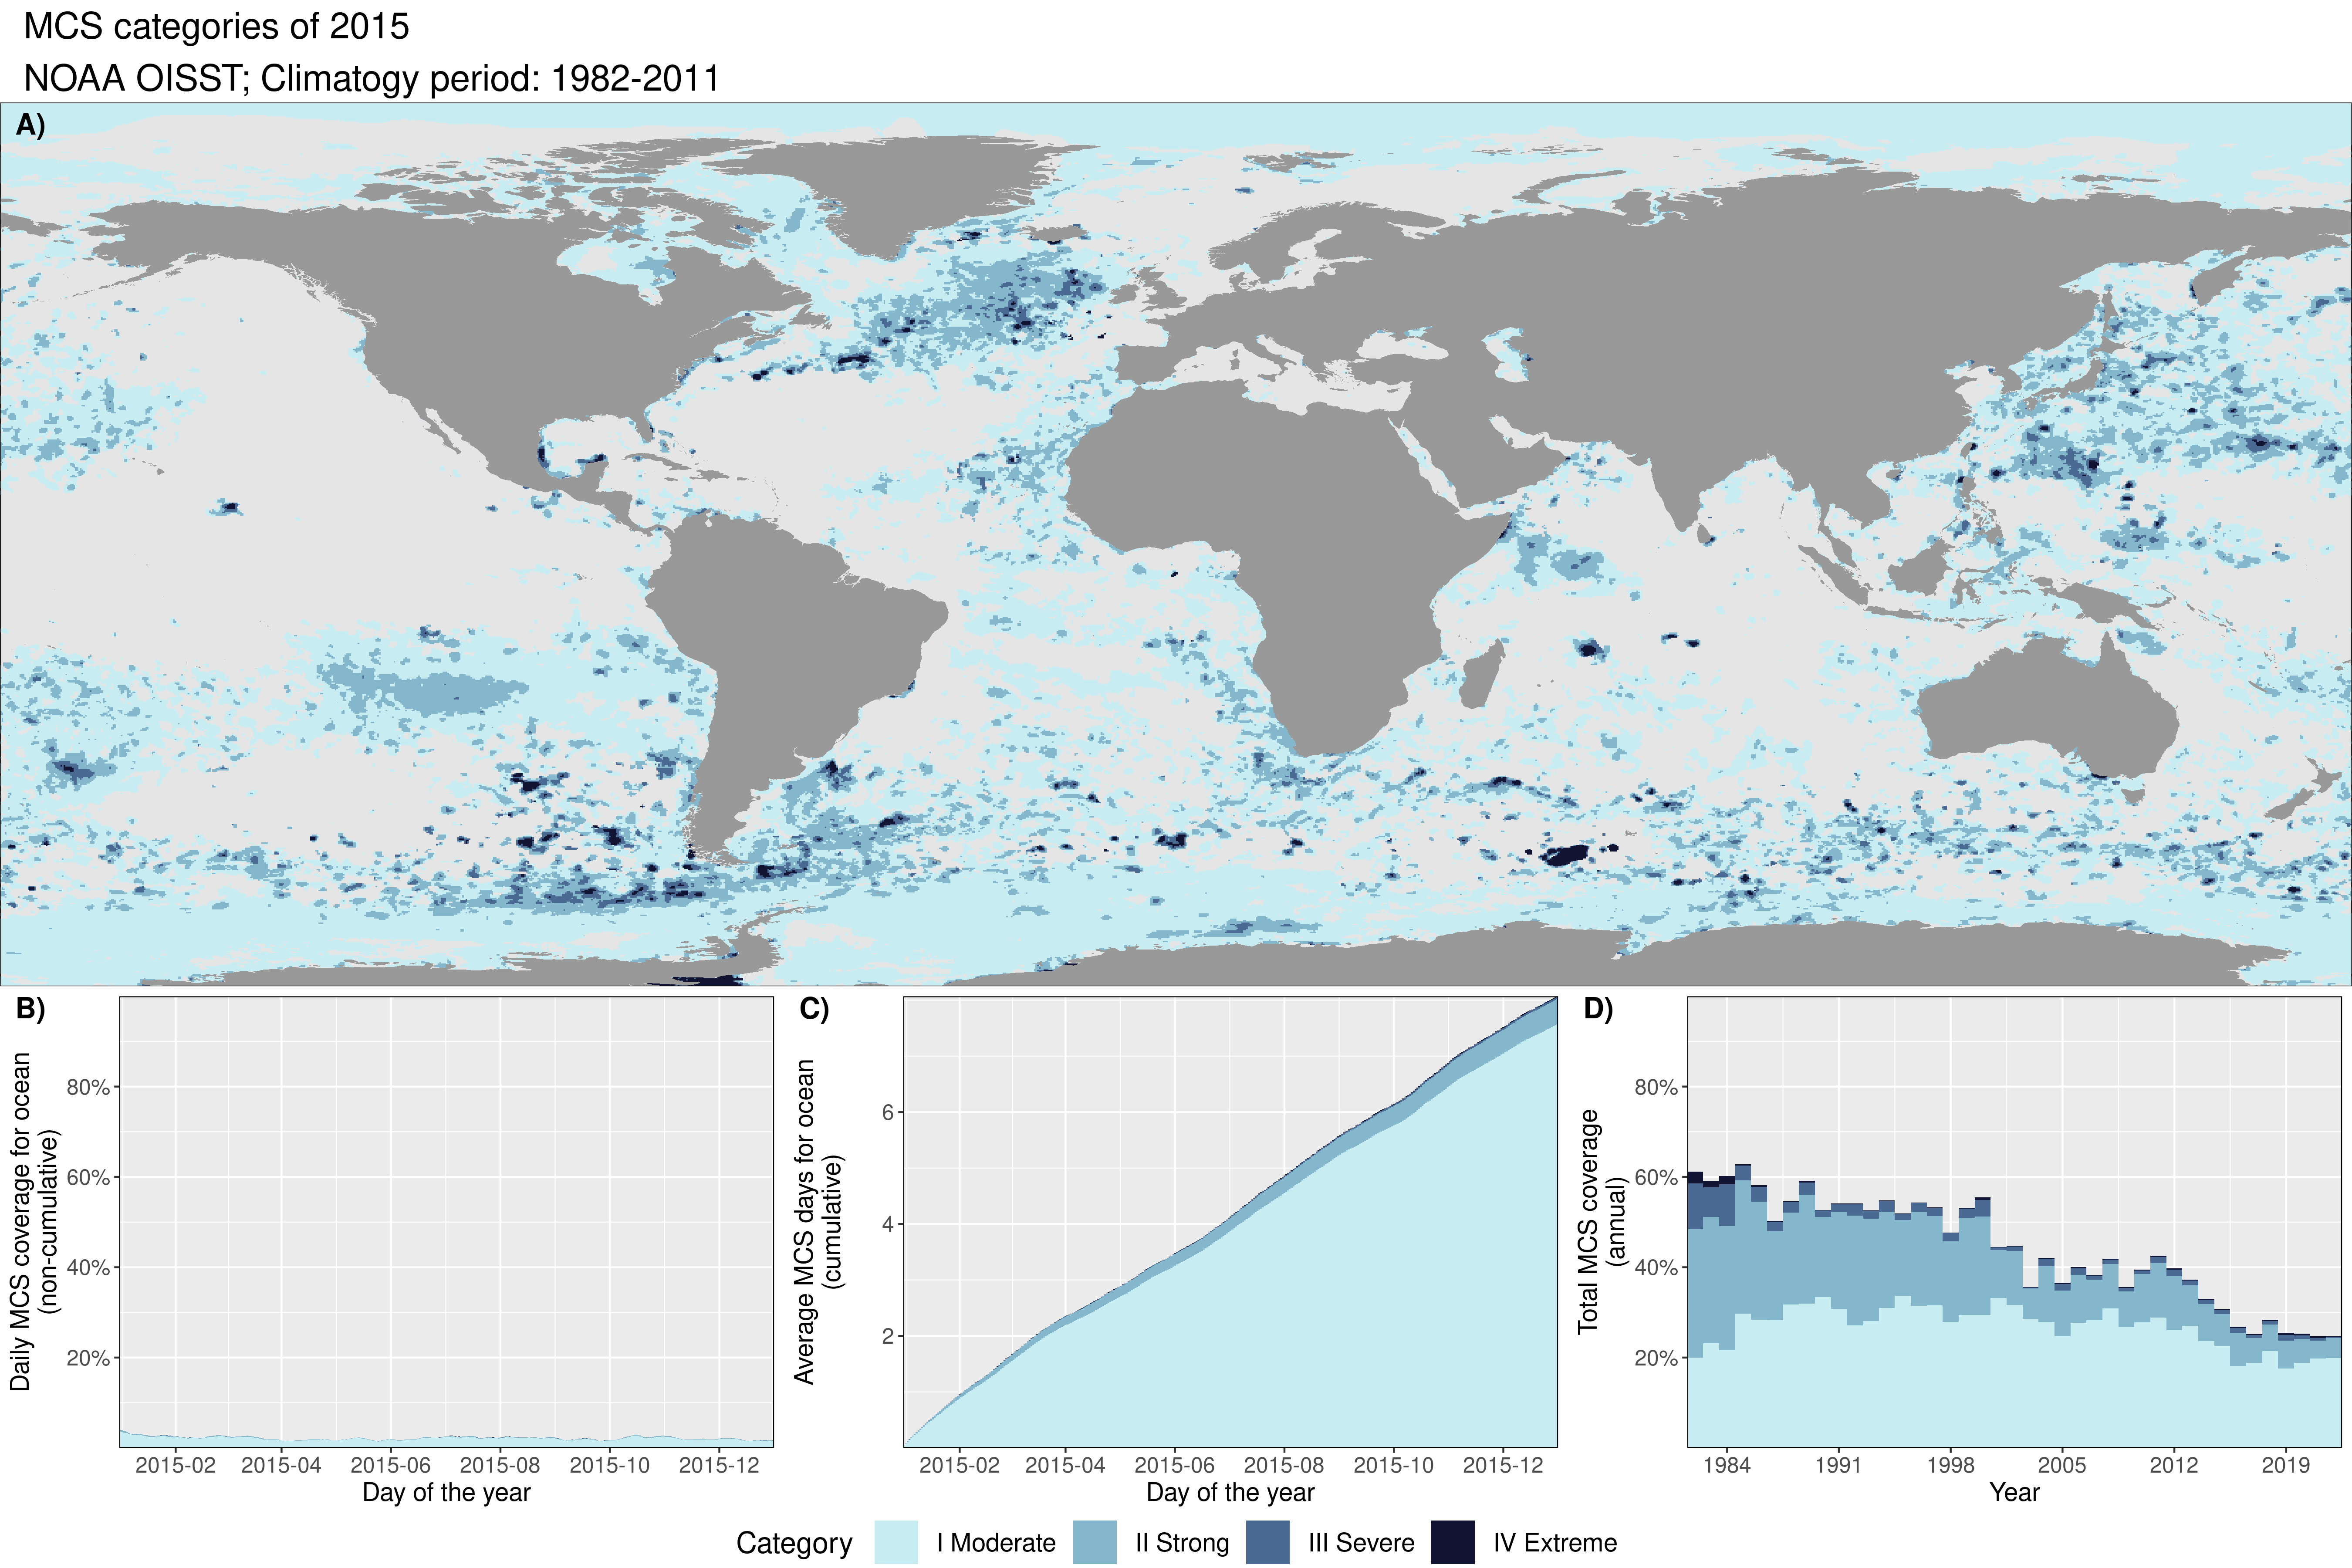 MCS categories of 2015
NOAA OISST; Climatogy period: 1982-2011
A)
B)
Daily MCS coverage for ocean
(non-cumulative)
80%
60%
40%
20%
2015-02 2015-04 2015-06 2015-08 2015-10 2015-12
Day of the year
C)
Average MCS days for ocean
(cumulative)
6
4
2
2015-02 2015-04 2015-06 2015-08 2015-10 2015-12
Day of the year
D)
Total MCS coverage
(annual)
80%
60%
40%
20%
1984 1991 1998 2005 2012 2019
Year
Category I Moderate II Strong III Severe IV Extreme